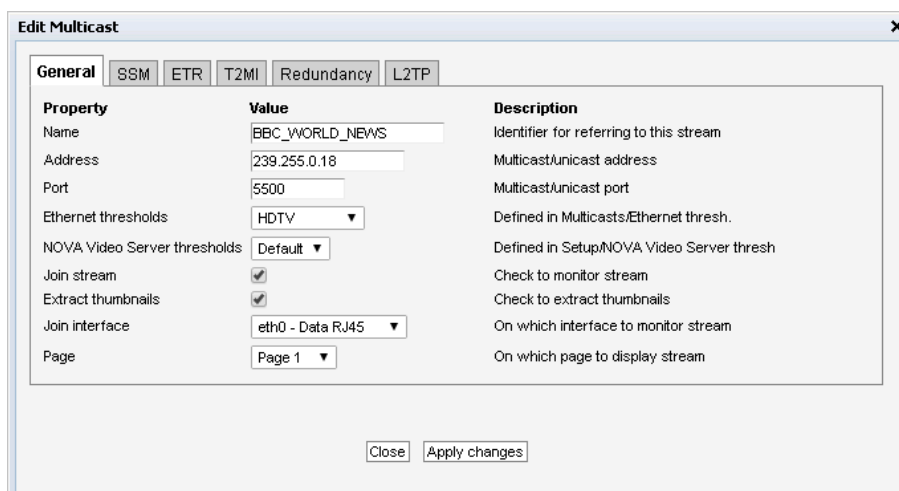 Edit Multicast
General SSM ETR T2MI Redundancy L2TP
Property Value Description
Name BBC_WORLD_NEWS Identifier for referring to this stream
Address 239.255.0.18 Multicast/unicast address
Port 5500 Multicast/unicast port
Ethernet thresholds HDTV Defined in Multicasts/Ethernet thresh.
NOVA Video Server thresholds Default Defined in Setup/NOVA Video Server thresh
Join stream Check to monitor stream
Extract thumbnails Check to extract thumbnails
Join interface eth0 - Data RJ45 On which interface to monitor stream
Page Page 1 On which page to display stream
Close Apply changes